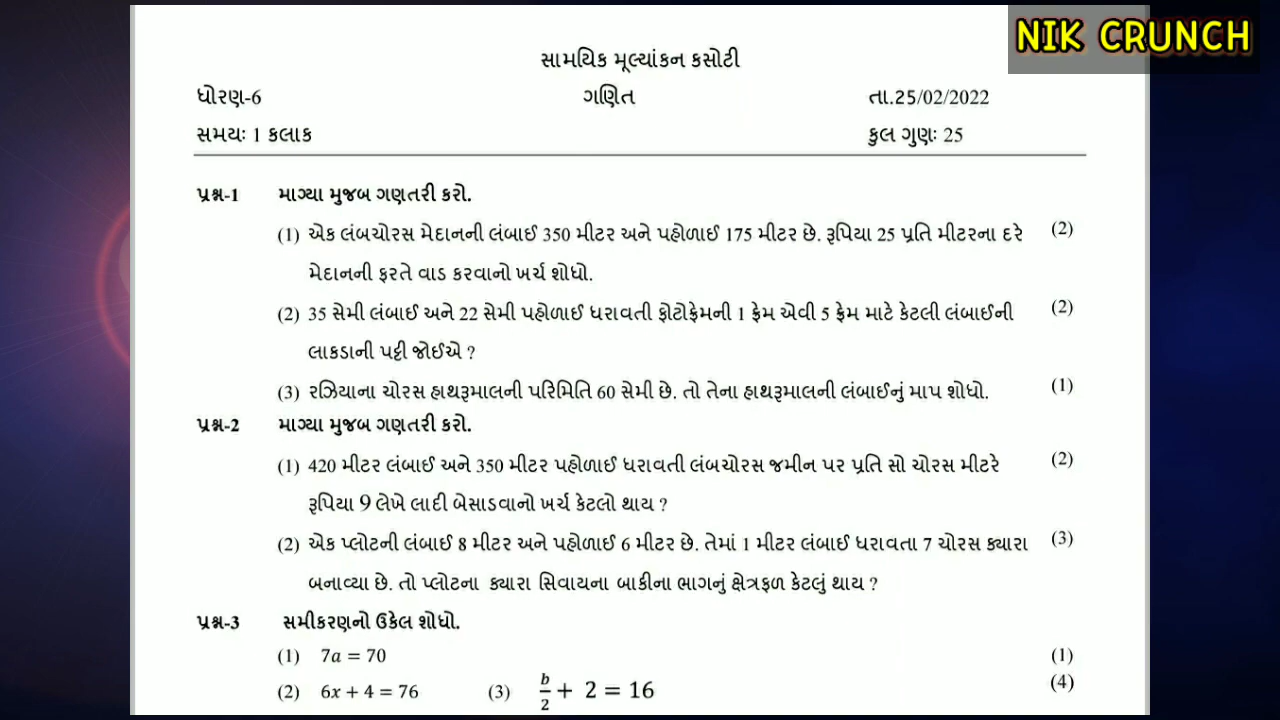 NIK CRUNCH
સામયિક મૂલ્યાંકન કસોટી
ધોરણ-6 ગણિત તા.25/02/2022
સમયઃ 1 કલાક કુલ ગુણઃ 25
પ્રશ્ન-1 માગ્યા મુજબ ગણતરી કરો.
(1) એક લંબચોરસ મેદાનની લંબાઈ 350 મીટર અને પહોળાઈ 175 મીટર છે. રૂપિયા 25 પ્રતિ મીટરના દરે (2)
મેદાનની ફરતે વાડ કરવાનો ખર્ચ શોધો.
(2) 35 સેમી લંબાઈ અને 22 સેમી પહોળાઈ ધરાવતી ફોટોફ્રેમની 1 ફ્રેમ એવી 5 ફ્રેમ માટે કેટલી લંબાઈની (2)
લાકડાની પટ્ટી જોઈએ ?
(3) રઝિયાના ચોરસ હાથરૂમાલની પરિમિતિ 60 સેમી છે. તો તેના હાથરૂમાલની લંબાઈનું માપ શોધો. (1)
પ્રશ્ન-2 માગ્યા મુજબ ગણતરી કરો.
(1) 420 મીટર લંબાઈ અને 350 મીટર પહોળાઈ ધરાવતી લંબચોરસ જમીન પર પ્રતિ સો ચોરસ મીટરે (2)
રૂપિયા 9 લેખે લાદી બેસાડવાનો ખર્ચ કેટલો થાય ?
(2) એક પ્લોટની લંબાઈ 8 મીટર અને પહોળાઈ 6 મીટર છે. તેમાં 1 મીટર લંબાઈ ધરાવતા 7 ચોરસ ક્યારા (3)
બનાવ્યા છે. તો પ્લોટના ક્યારા સિવાયના બાકીના ભાગનું ક્ષેત્રફળ કેટલું થાય ?
પ્રશ્ન-3 સમીકરણનો ઉકેલ શોધો.
(1) 7a = 70 (1)
(2) 6x + 4 = 76 (3) b/2 + 2 = 16 (4)